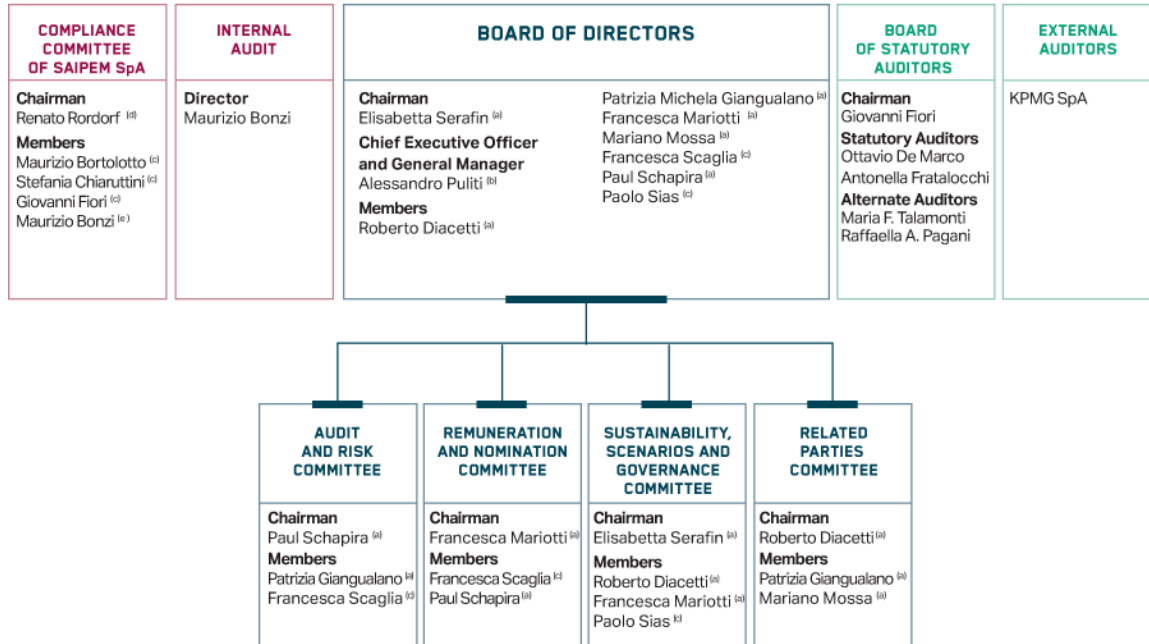 COMPLIANCE
COMMITTEE
OF SAIPEM SpA
Chairman
Renato Rordorf (d)
Members
Maurizio Bortolotto (c)
Stefania Chiaruttini (c)
Giovanni Fiori (c)
Maurizio Bonzi (e)
INTERNAL
AUDIT
Director
Maurizio Bonzi
BOARD OF DIRECTORS
Chairman
Elisabetta Serafin (a)
Chief Executive Officer
and General Manager
Alessandro Puliti (b)
Members
Roberto Diacetti (a)
Patrizia Michela Giangualano (a)
Francesca Mariotti (a)
Mariano Mossa (a)
Francesca Scaglia (c)
Paul Schapira (a)
Paolo Sias (c)
BOARD
OF STATUTORY
AUDITORS
Chairman
Giovanni Fiori
Statutory Auditors
Ottavio De Marco
Antonella Fratalocchi
Alternate Auditors
Maria F. Talamonti
Raffaella A. Pagani
EXTERNAL
AUDITORS
KPMG SpA
AUDIT
AND RISK
COMMITTEE
Chairman
Paul Schapira (a)
Members
Patrizia Giangualano (a)
Francesca Scaglia (c)
REMUNERATION
AND NOMINATION
COMMITTEE
Chairman
Francesca Mariotti (a)
Members
Francesca Scaglia (c)
Paul Schapira (a)
SUSTAINABILITY,
SCENARIOS AND
GOVERNANCE
COMMITTEE
Chairman
Elisabetta Serafin (a)
Members
Roberto Diacetti (a)
Francesca Mariotti (a)
Paolo Sias (c)
RELATED
PARTIES
COMMITTEE
Chairman
Roberto Diacetti (a)
Members
Patrizia Giangualano (a)
Mariano Mossa (a)